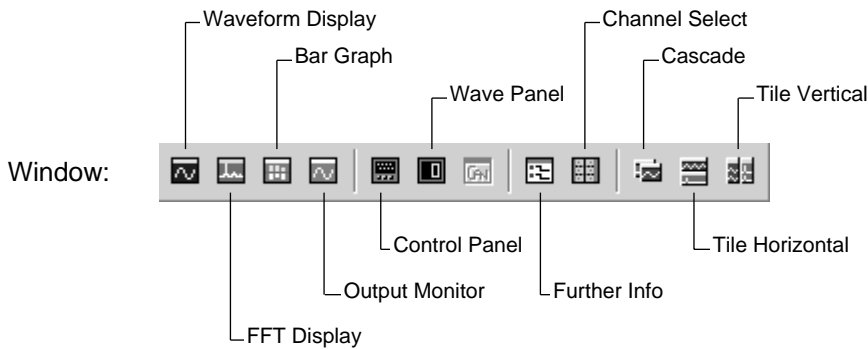 Waveform Display
Channel Select
Bar Graph
Cascade
Wave Panel
Tile Vertical
Window:
CAN
Control Panel
Tile Horizontal
Output Monitor
Further Info
FFT Display